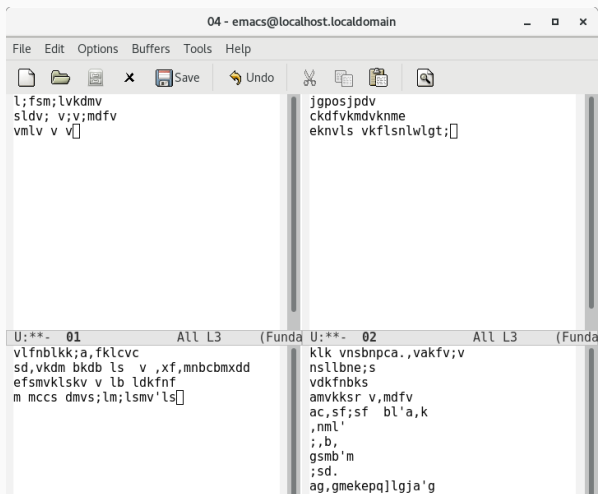 04 - emacs@localhost.localdomain
File Edit Options Buffers Tools Help
Save Undo
l;fsm;lvkdmv
sldv; v;v;mdfv
vmlv v v
U:**- 01 All L3 (Funda
jgposjpdv
ckdfvkmdvknme
eknvls vkflsnlwlgt;
U:**- 02 All L3 (Funda
vlfnblkk;a,fklcvc
sd,vkdm bkdb ls  v ,xf,mnbcbmxdd
efsmvklskv v lb ldkfnf
m mccs dmvs;lm;lsmv'ls
klk vnsbnpca.,vakfv;v
nsllbne;s
vdkfnbks
amvkksr v,mdfv
ac,sf;sf  bl'a,k
,nml'
;,b,
gsmb'm
;sd.
ag,gmekepq]lgja'g